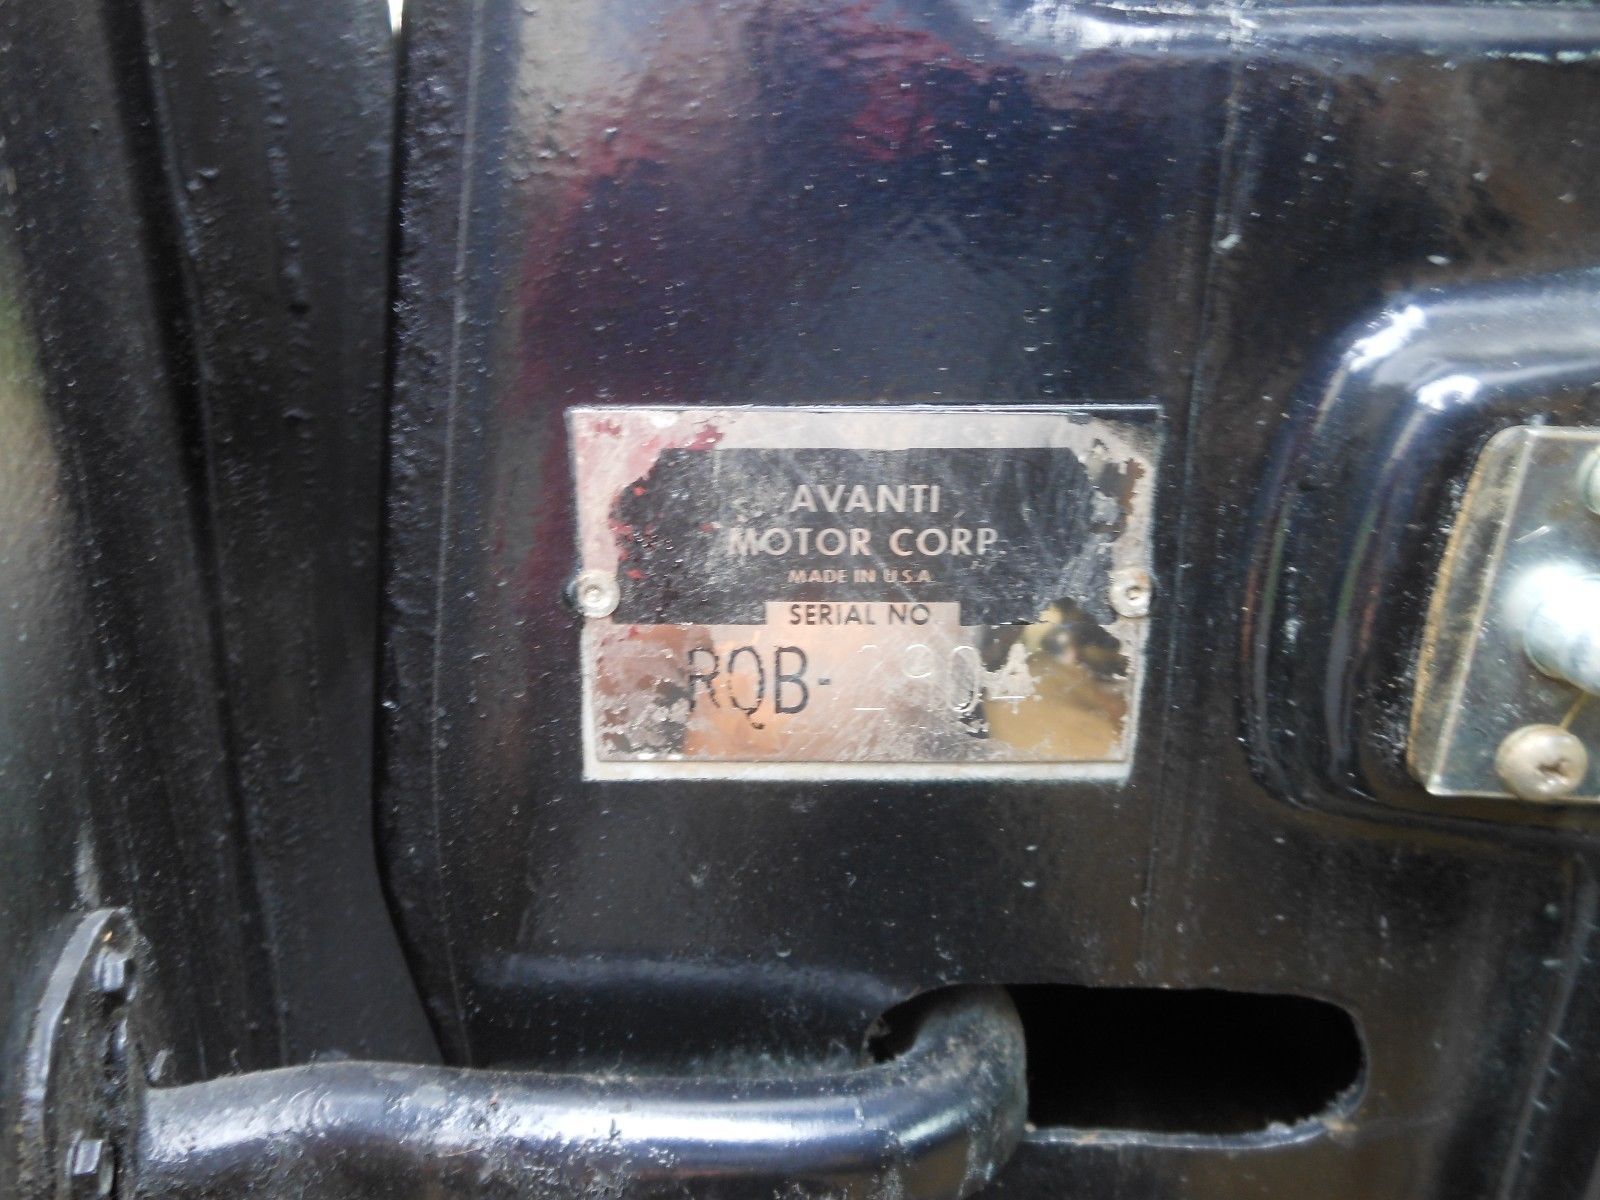 AVANTI
MOTOR CORP.
MADE IN U.S.A.
SERIAL NO
RQB-